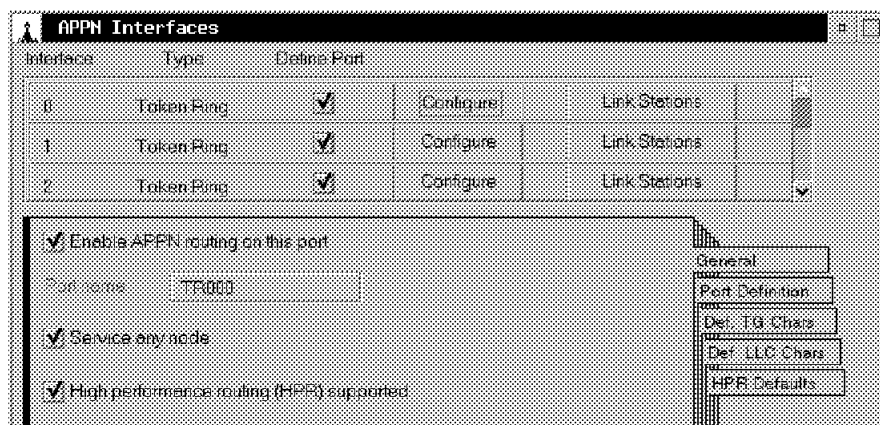 APPN Interfaces
Interface Type Define Port
0 Token Ring Configure Link Stations
1 Token Ring Configure Link Stations
2 Token Ring Configure Link Stations
Enable APPN routing on this port
General
Port name TR000
Port Definition
Def. TG Chars
Service any node
Def. LLC Chars
High performance routing (HPR) supported
HPR Defaults